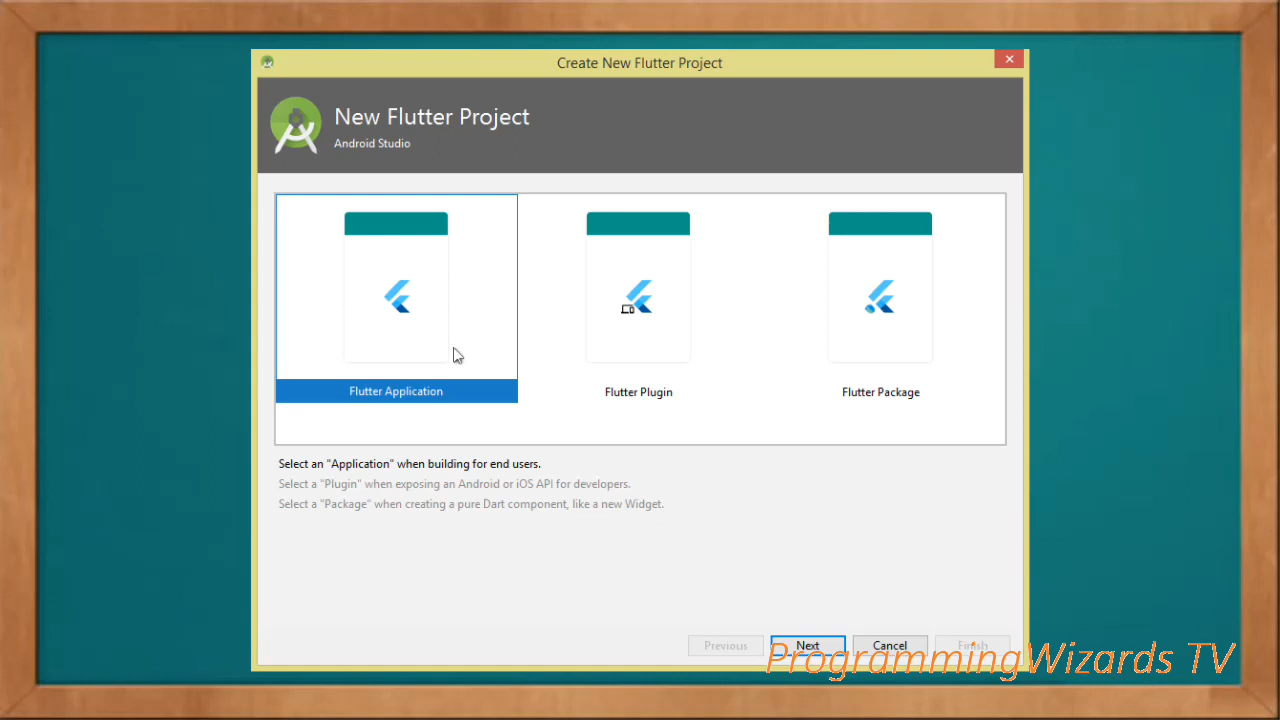 Create New Flutter Project
New Flutter Project
Android Studio
Flutter Application
Flutter Plugin
Flutter Package
Select an "Application" when building for end users.
Select a "Plugin" when exposing an Android or iOS API for developers.
Select a "Package" when creating a pure Dart component, like a new Widget.
Previous
Next
Cancel
Finish
ProgrammingWizards TV